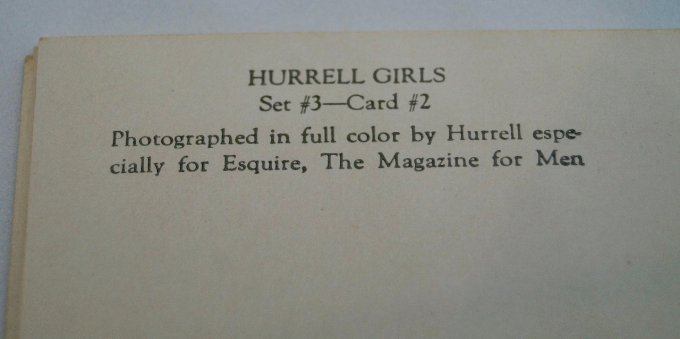 HURRELL GIRLS
Set #3—Card #2
Photographed in full color by Hurrell espe-
cially for Esquire, The Magazine for Men